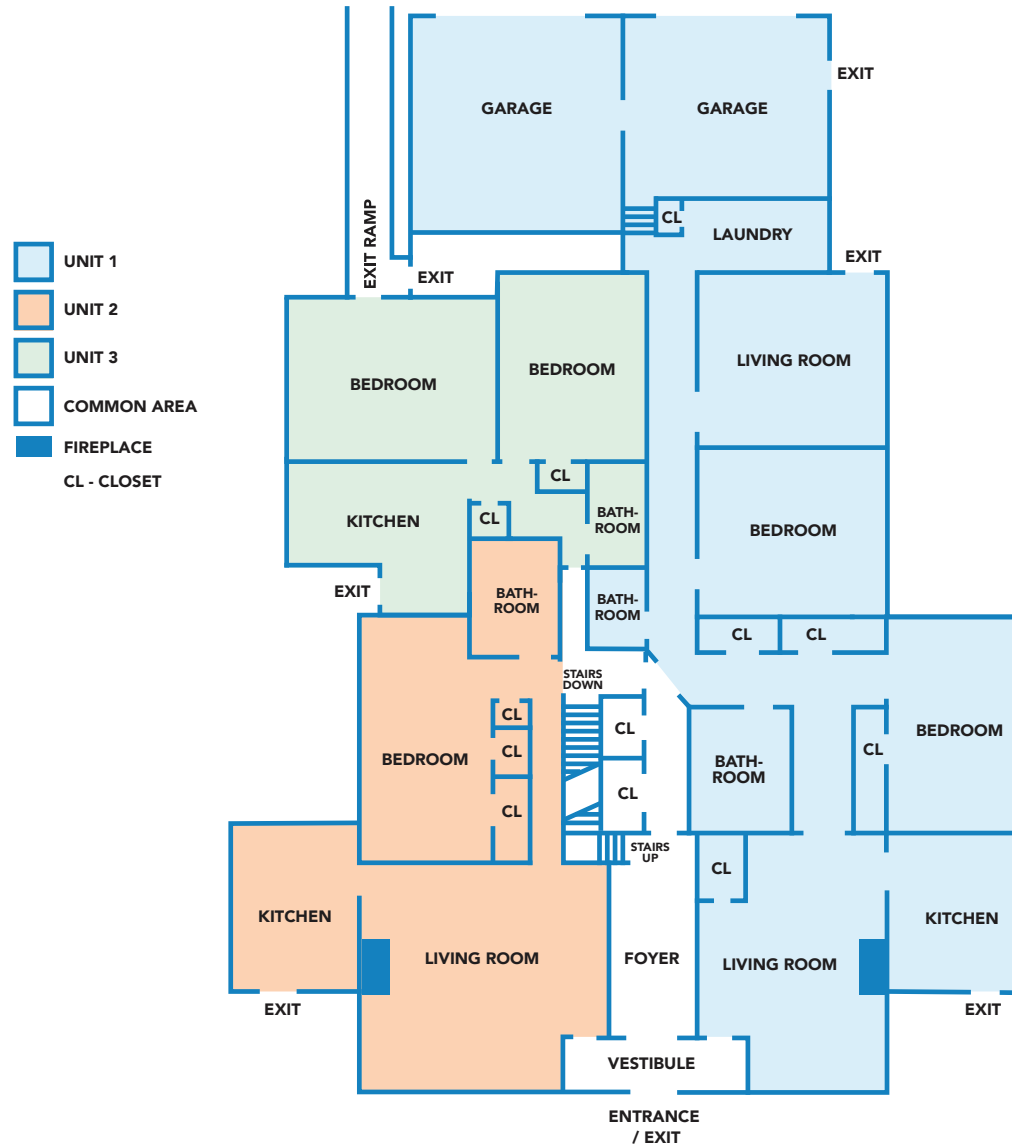 GARAGE
GARAGE
EXIT
EXIT RAMP
CL
LAUNDRY
EXIT
EXIT
UNIT 1
UNIT 2
UNIT 3
COMMON AREA
FIREPLACE
CL - CLOSET
BEDROOM
BEDROOM
LIVING ROOM
CL
CL
KITCHEN
BATH-
ROOM
BEDROOM
EXIT
BATH-
ROOM
BATH-
ROOM
CL
CL
STAIRS
DOWN
CL
CL
CL
CL
CL
BEDROOM
BATH-
ROOM
CL
BEDROOM
CL
STAIRS
UP
CL
KITCHEN
LIVING ROOM
FOYER
LIVING ROOM
KITCHEN
EXIT
EXIT
VESTIBULE
ENTRANCE
/ EXIT